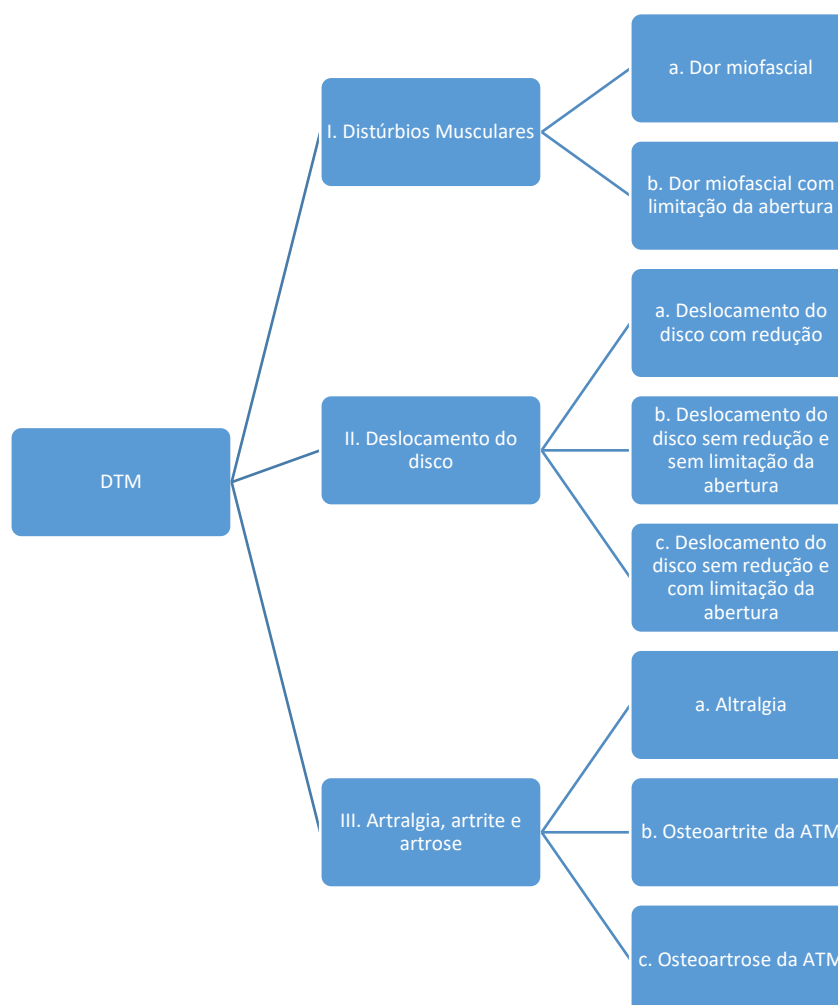 DTM
I. Distúrbios Musculares
a. Dor miofascial
b. Dor miofascial com
limitação da abertura
II. Deslocamento do
disco
a. Deslocamento do
disco com redução
b. Deslocamento do
disco sem redução e
sem limitação da
abertura
c. Deslocamento do
disco sem redução e
com limitação da
abertura
III. Artralgia, artrite e
artrose
a. Altralgia
b. Osteoartrite da ATM
c. Osteoartrose da ATM